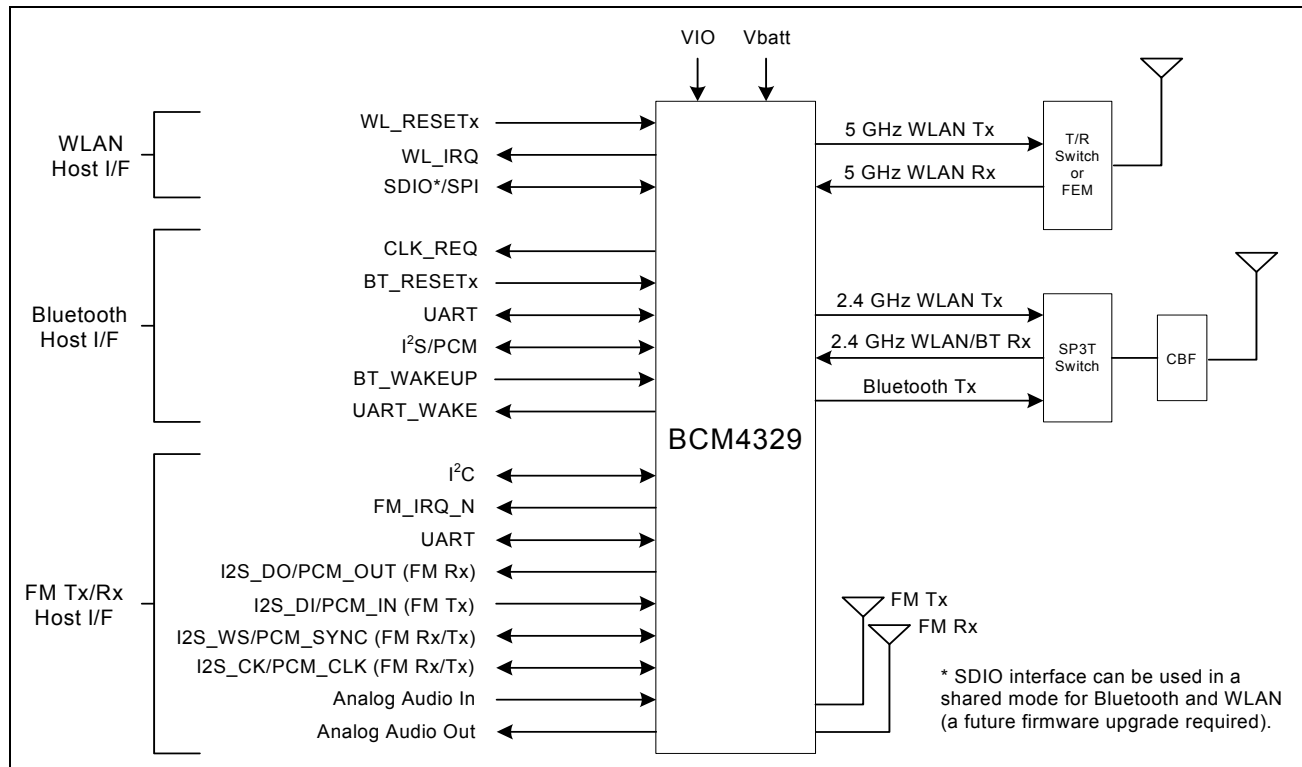 VIO
Vbatt
WLAN
Host I/F
WL_RESETx
WL_IRQ
SDIO*/SPI
Bluetooth
Host I/F
CLK_REQ
BT_RESETx
UART
I²S/PCM
BT_WAKEUP
UART_WAKE
FM Tx/Rx
Host I/F
I²C
FM_IRQ_N
UART
I2S_DO/PCM_OUT (FM Rx)
I2S_DI/PCM_IN (FM Tx)
I2S_WS/PCM_SYNC (FM Rx/Tx)
I2S_CK/PCM_CLK (FM Rx/Tx)
Analog Audio In
Analog Audio Out
BCM4329
5 GHz WLAN Tx
5 GHz WLAN Rx
T/R
Switch
or
FEM
2.4 GHz WLAN Tx
2.4 GHz WLAN/BT Rx
Bluetooth Tx
SP3T
Switch
CBF
FM Tx
FM Rx
* SDIO interface can be used in a
shared mode for Bluetooth and WLAN
(a future firmware upgrade required).